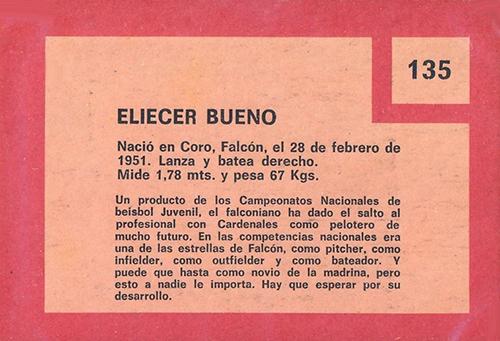 135
ELIECER BUENO
Nació en Coro, Falcón, el 28 de febrero de
1951. Lanza y batea derecho.
Mide 1,78 mts. y pesa 67 Kgs.
Un producto de los Campeonatos Nacionales de
beisbol Juvenil, el falconiano ha dado el salto al
profesional con Cardenales como pelotero de
mucho futuro. En las competencias nacionales era
una de las estrellas de Falcón, como pitcher, como
infielder, como outfielder y como bateador. Y
puede que hasta como novio de la madrina, pero
esto a nadie le importa. Hay que esperar por su
desarrollo.